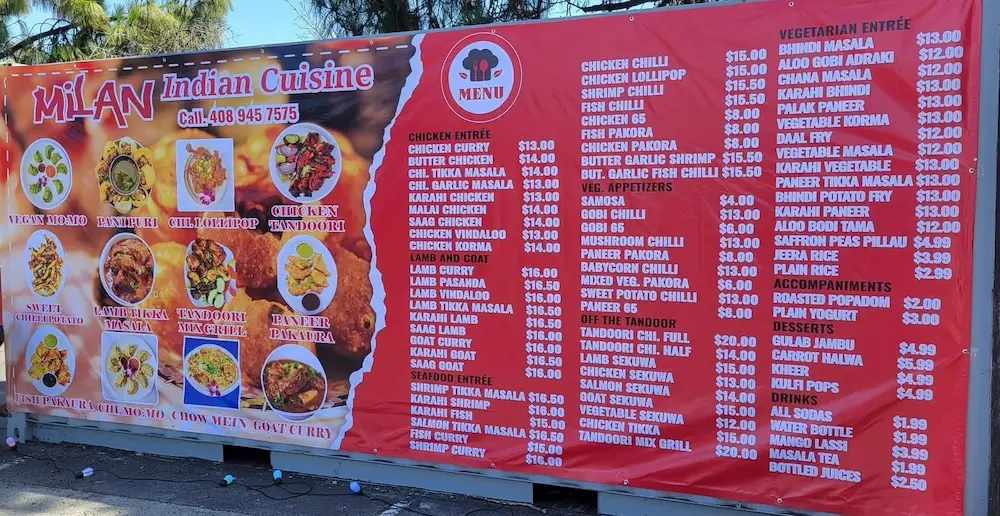 MiLAN Indian Cuisine
Call. 408 945 7575
VEGAN MO.MO
PANI PURI
CHI. LOLLIPOP
CHICKEN TANDOORI
SWEET CHILI POTATO
LAMB TIKKA MASALA
TANDOORI MIX GRILL
PANEER PAKAURA
FISH PAKAURA
CHI. MO.MO
CHOW MEIN
GOAT CURRY
MENU
CHICKEN ENTRÉE
CHICKEN CURRY $13.00
BUTTER CHICKEN $14.00
CHI. TIKKA MASALA $14.00
CHI. GARLIC MASALA $13.00
KARAHI CHICKEN $13.00
MALAI CHICKEN $14.00
SAAG CHICKEN $14.00
CHICKEN VINDALOO $13.00
CHICKEN KORMA $14.00
LAMB AND GOAT
LAMB CURRY $16.00
LAMB PASANDA $16.50
LAMB VINDALOO $16.00
LAMB TIKKA MASALA $16.50
KARAHI LAMB $16.50
SAAG LAMB $16.00
GOAT CURRY $16.00
KARAHI GOAT $16.50
SAAG GOAT $16.00
SEAFOOD ENTRÉE
SHRIMP TIKKA MASALA $16.50
KARAHI SHRIMP $16.00
KARAHI FISH $15.00
SALMON TIKKA MASALA $16.50
FISH CURRY $15.00
SHRIMP CURRY $16.00
CHICKEN CHILLI $15.00
CHICKEN LOLLIPOP $15.00
SHRIMP CHILLI $15.50
FISH CHILLI $15.50
CHICKEN 65 $8.00
FISH PAKORA $8.00
CHICKEN PAKORA $8.00
BUTTER GARLIC SHRIMP $15.50
BUT. GARLIC FISH CHILLI $15.50
VEG. APPETIZERS
SAMOSA $4.00
GOBI CHILLI $13.00
GOBI 65 $6.00
MUSHROOM CHILLI $13.00
PANEER PAKORA $8.00
BABYCORN CHILLI $13.00
MIXED VEG. PAKORA $6.00
SWEET POTATO CHILLI $13.00
PANEER 65 $8.00
OFF THE TANDOOR
TANDOORI CHI. FULL $20.00
TANDOORI CHI. HALF $14.00
LAMB SEKUWA $15.00
CHICKEN SEKUWA $15.00
SALMON SEKUWA $14.00
GOAT SEKUWA $15.00
VEGETABLE SEKUWA $12.00
CHICKEN TIKKA $15.00
TANDOORI MIX GRILL $20.00
VEGETARIAN ENTRÉE
BHINDI MASALA $13.00
ALOO GOBI ADRAKI $12.00
CHANA MASALA $12.00
KARAHI BHINDI $13.00
PALAK PANEER $13.00
VEGETABLE KORMA $13.00
DAAL FRY $12.00
VEGETABLE MASALA $12.00
KARAHI VEGETABLE $13.00
PANEER TIKKA MASALA $13.00
BHINDI POTATO FRY $13.00
KARAHI PANEER $13.00
ALOO BODI TAMA $12.00
SAFFRON PEAS PILLAU $4.99
JEERA RICE $3.99
PLAIN RICE $2.99
ACCOMPANIMENTS
ROASTED POPADOM $2.00
PLAIN YOGURT $3.00
DESSERTS
GULAB JAMBU $4.99
CARROT HALWA $5.99
KHEER $4.99
KULFI POPS $4.99
DRINKS
ALL SODAS $1.99
WATER BOTTLE $1.99
MANGO LASSI $3.99
MASALA TEA $1.99
BOTTLED JUICES $2.50